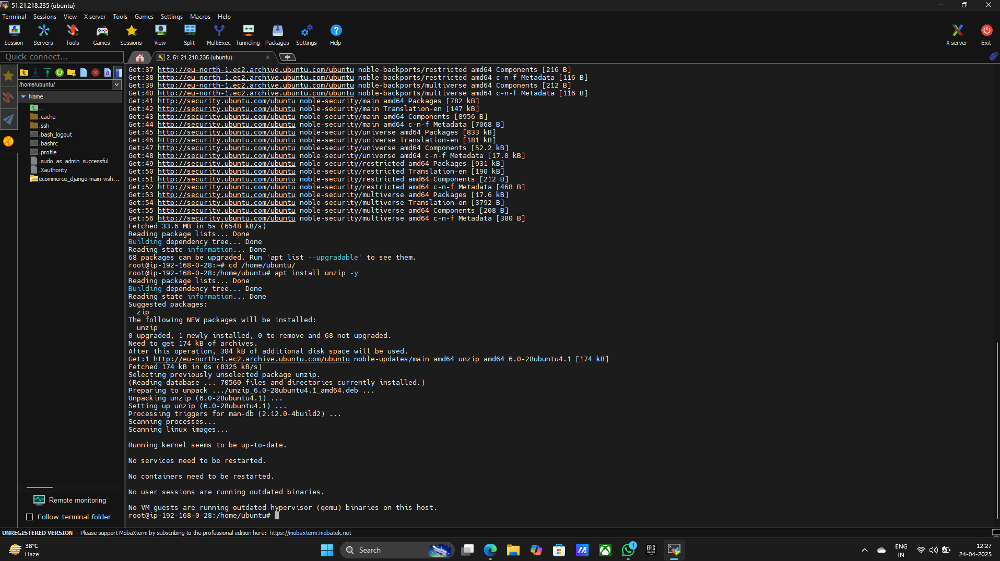 51.21.218.235 (ubuntu)
Terminal Sessions View X server Tools Games Settings Macros Help
Session Servers Tools Games Sessions View Split MultiExec Tunneling Packages Settings Help X server Exit
Quick connect...
2. 51.21.218.235 (ubuntu)
/home/ubuntu/
Name
..
.cache
.ssh
.bash_logout
.bashrc
.profile
.sudo_as_admin_successful
.Xauthority
ecommerce_django-main-vish...
Remote monitoring
Follow terminal folder
Get:37 http://eu-north-1.ec2.archive.ubuntu.com/ubuntu noble-backports/restricted amd64 Components [216 B]
Get:38 http://eu-north-1.ec2.archive.ubuntu.com/ubuntu noble-backports/restricted amd64 c-n-f Metadata [116 B]
Get:39 http://eu-north-1.ec2.archive.ubuntu.com/ubuntu noble-backports/multiverse amd64 Components [212 B]
Get:40 http://eu-north-1.ec2.archive.ubuntu.com/ubuntu noble-backports/multiverse amd64 c-n-f Metadata [116 B]
Get:41 http://security.ubuntu.com/ubuntu noble-security/main amd64 Packages [782 kB]
Get:42 http://security.ubuntu.com/ubuntu noble-security/main Translation-en [147 kB]
Get:43 http://security.ubuntu.com/ubuntu noble-security/main amd64 Components [8956 B]
Get:44 http://security.ubuntu.com/ubuntu noble-security/main amd64 c-n-f Metadata [7068 B]
Get:45 http://security.ubuntu.com/ubuntu noble-security/universe amd64 Packages [833 kB]
Get:46 http://security.ubuntu.com/ubuntu noble-security/universe Translation-en [181 kB]
Get:47 http://security.ubuntu.com/ubuntu noble-security/universe amd64 Components [52.2 kB]
Get:48 http://security.ubuntu.com/ubuntu noble-security/universe amd64 c-n-f Metadata [17.0 kB]
Get:49 http://security.ubuntu.com/ubuntu noble-security/restricted amd64 Packages [931 kB]
Get:50 http://security.ubuntu.com/ubuntu noble-security/restricted Translation-en [190 kB]
Get:51 http://security.ubuntu.com/ubuntu noble-security/restricted amd64 Components [212 B]
Get:52 http://security.ubuntu.com/ubuntu noble-security/restricted amd64 c-n-f Metadata [468 B]
Get:53 http://security.ubuntu.com/ubuntu noble-security/multiverse amd64 Packages [17.6 kB]
Get:54 http://security.ubuntu.com/ubuntu noble-security/multiverse Translation-en [3792 B]
Get:55 http://security.ubuntu.com/ubuntu noble-security/multiverse amd64 Components [208 B]
Get:56 http://security.ubuntu.com/ubuntu noble-security/multiverse amd64 c-n-f Metadata [380 B]
Fetched 33.6 MB in 5s (6548 kB/s)
Reading package lists... Done
Building dependency tree... Done
Reading state information... Done
68 packages can be upgraded. Run 'apt list --upgradable' to see them.
root@ip-192-168-0-28:~# cd /home/ubuntu/
root@ip-192-168-0-28:/home/ubuntu# apt install unzip -y
Reading package lists... Done
Building dependency tree... Done
Reading state information... Done
Suggested packages:
zip
The following NEW packages will be installed:
unzip
0 upgraded, 1 newly installed, 0 to remove and 68 not upgraded.
Need to get 174 kB of archives.
After this operation, 384 kB of additional disk space will be used.
Get:1 http://eu-north-1.ec2.archive.ubuntu.com/ubuntu noble-updates/main amd64 unzip amd64 6.0-28ubuntu4.1 [174 kB]
Fetched 174 kB in 0s (8325 kB/s)
Selecting previously unselected package unzip.
(Reading database ... 70560 files and directories currently installed.)
Preparing to unpack .../unzip_6.0-28ubuntu4.1_amd64.deb ...
Unpacking unzip (6.0-28ubuntu4.1) ...
Setting up unzip (6.0-28ubuntu4.1) ...
Processing triggers for man-db (2.12.0-4build2) ...
Scanning processes...
Scanning linux images...
Running kernel seems to be up-to-date.
No services need to be restarted.
No containers need to be restarted.
No user sessions are running outdated binaries.
No VM guests are running outdated hypervisor (qemu) binaries on this host.
root@ip-192-168-0-28:/home/ubuntu#
UNREGISTERED VERSION - Please support MobaXterm by subscribing to the professional edition here: https://mobaxterm.mobatek.net
38°C
Haze
Search
1
EPIC GAMES
ENG
IN
12:27
24-04-2025